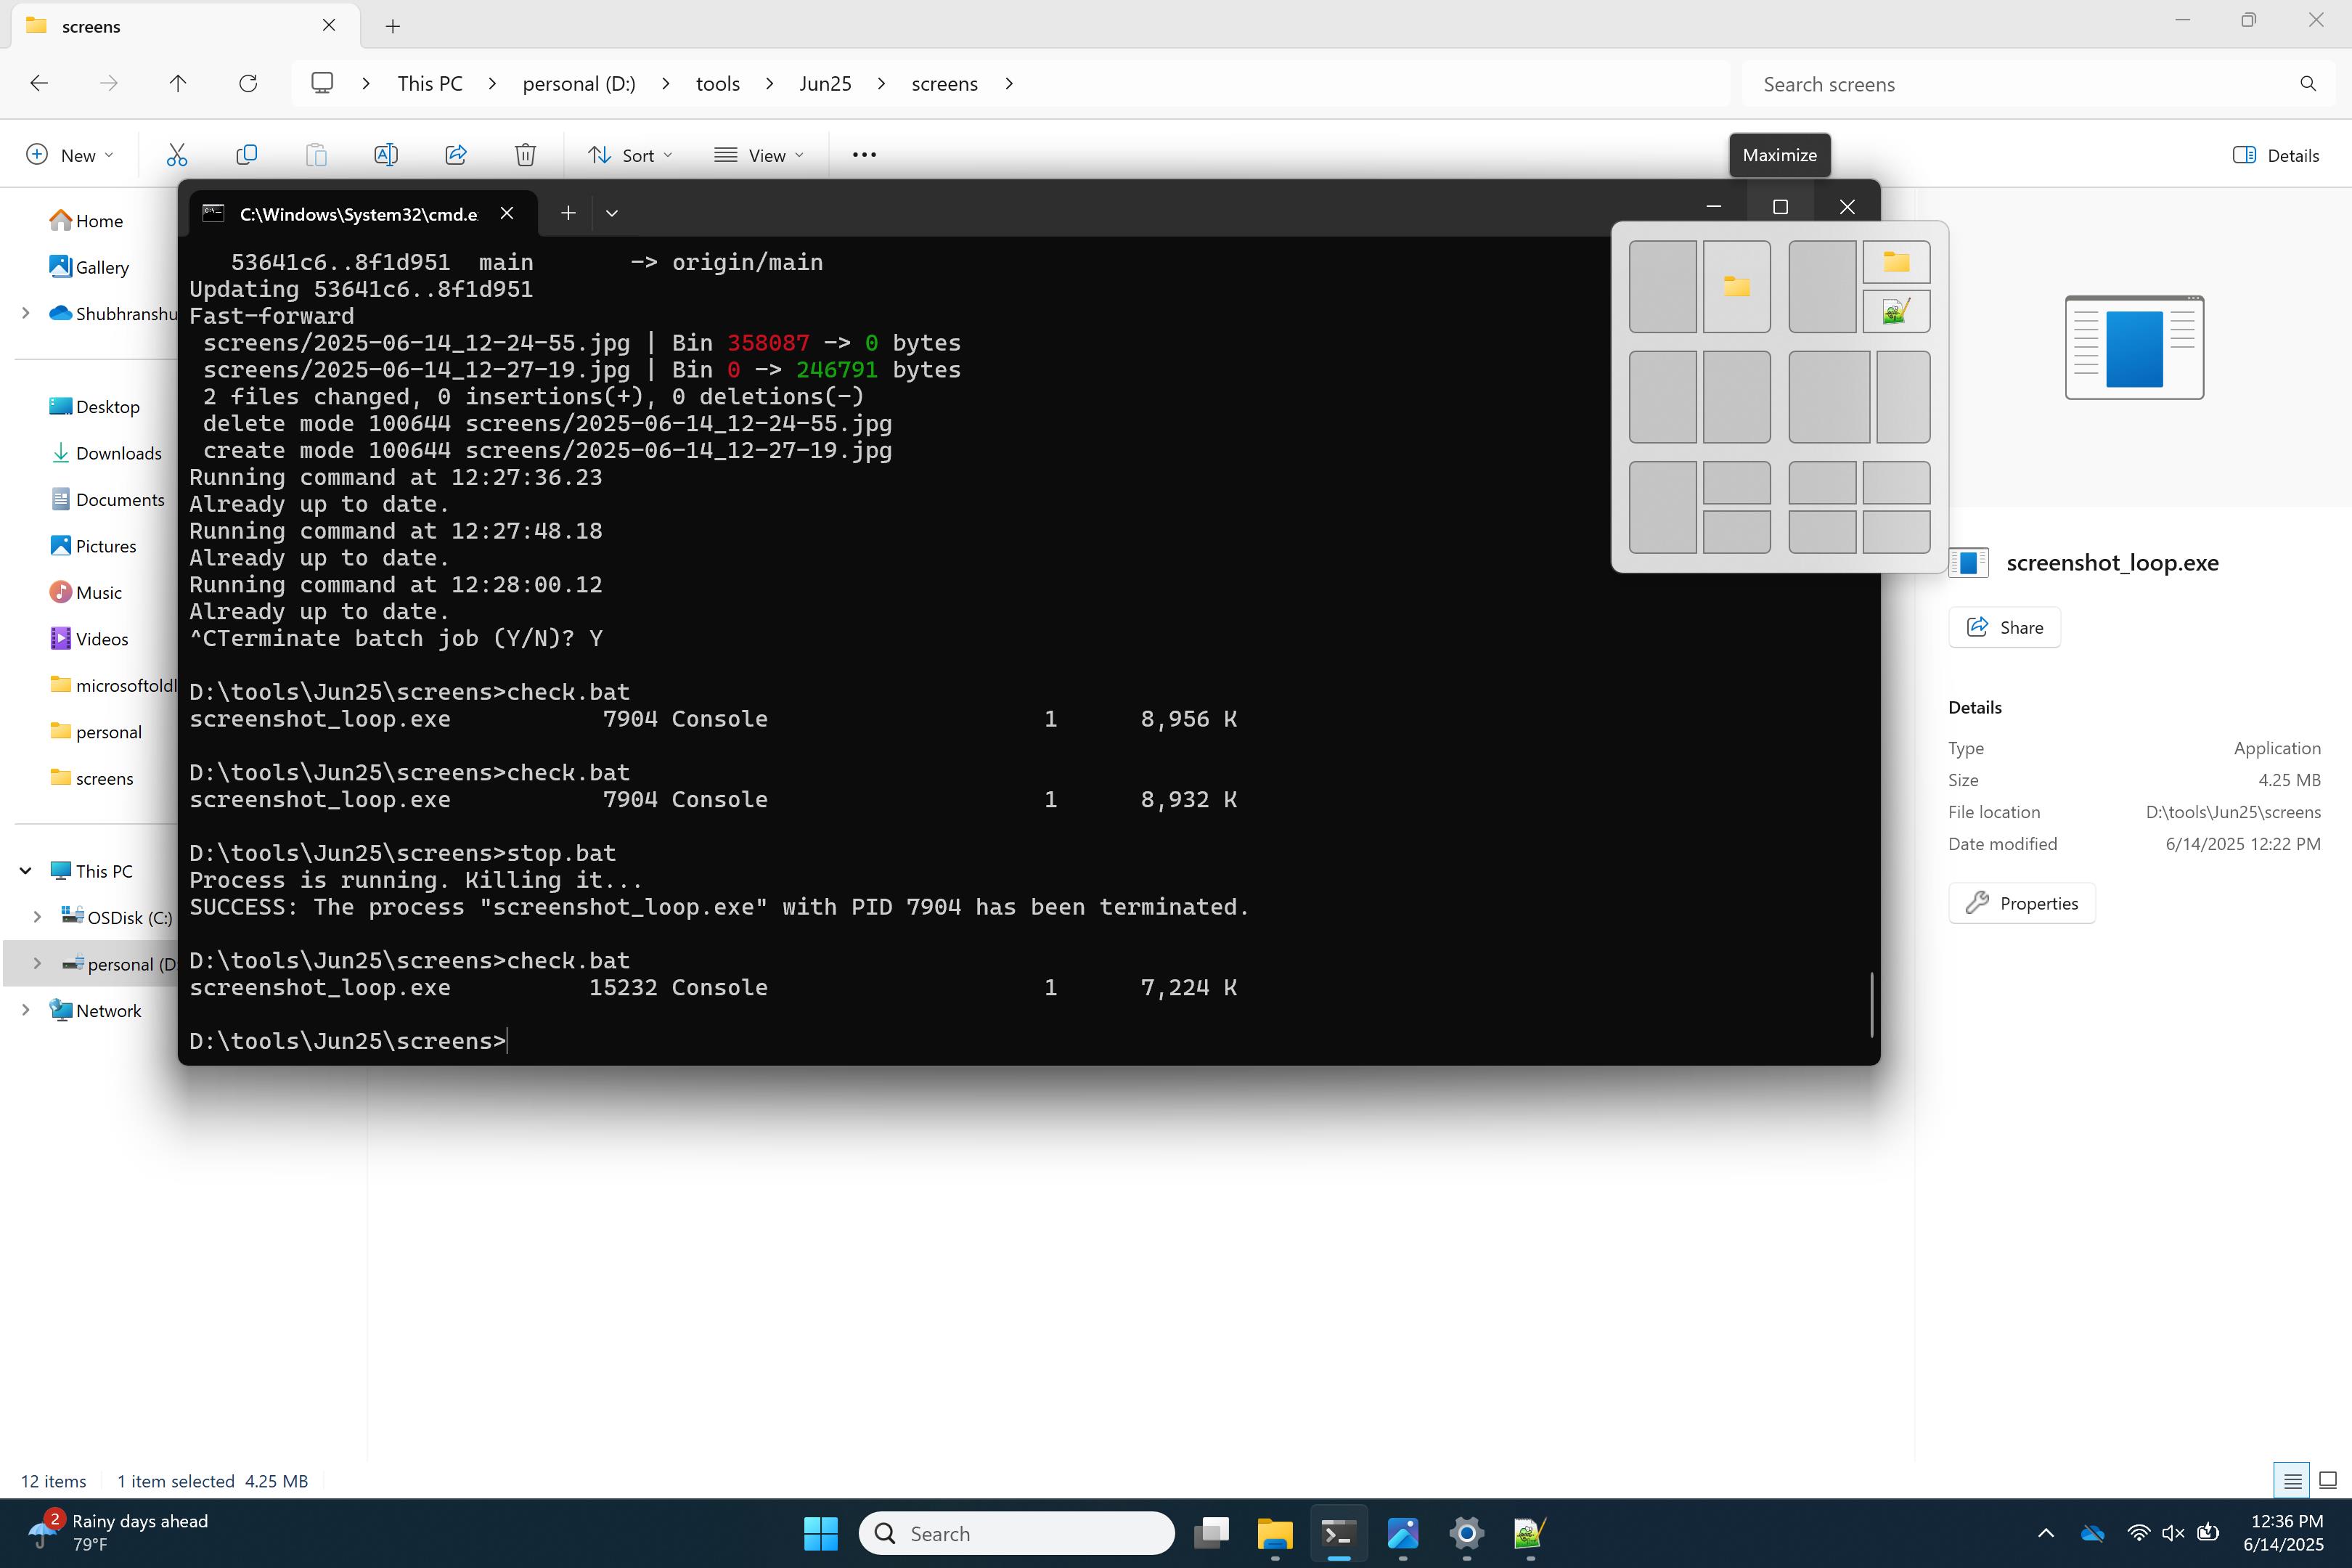 screens
This PC
personal (D:)
tools
Jun25
screens
Search screens
New
Sort
View
Maximize
Details
Home
Gallery
Shubhranshu
Desktop
Downloads
Documents
Pictures
Music
Videos
microsoftoldl
personal
screens
This PC
OSDisk (C:)
personal (D
Network
C:\Windows\System32\cmd.e
53641c6..8f1d951  main       -> origin/main
Updating 53641c6..8f1d951
Fast-forward
screens/2025-06-14_12-24-55.jpg | Bin 358087 -> 0 bytes
screens/2025-06-14_12-27-19.jpg | Bin 0 -> 246791 bytes
2 files changed, 0 insertions(+), 0 deletions(-)
delete mode 100644 screens/2025-06-14_12-24-55.jpg
create mode 100644 screens/2025-06-14_12-27-19.jpg
Running command at 12:27:36.23
Already up to date.
Running command at 12:27:48.18
Already up to date.
Running command at 12:28:00.12
Already up to date.
^CTerminate batch job (Y/N)? Y
D:\tools\Jun25\screens>check.bat
screenshot_loop.exe           7904 Console                    1      8,956 K
D:\tools\Jun25\screens>check.bat
screenshot_loop.exe           7904 Console                    1      8,932 K
D:\tools\Jun25\screens>stop.bat
Process is running. Killing it...
SUCCESS: The process "screenshot_loop.exe" with PID 7904 has been terminated.
D:\tools\Jun25\screens>check.bat
screenshot_loop.exe          15232 Console                    1      7,224 K
D:\tools\Jun25\screens>
screenshot_loop.exe
Share
Details
Type Application
Size 4.25 MB
File location D:\tools\Jun25\screens
Date modified 6/14/2025 12:22 PM
Properties
12 items 1 item selected 4.25 MB
2
Rainy days ahead
79°F
Search
12:36 PM
6/14/2025